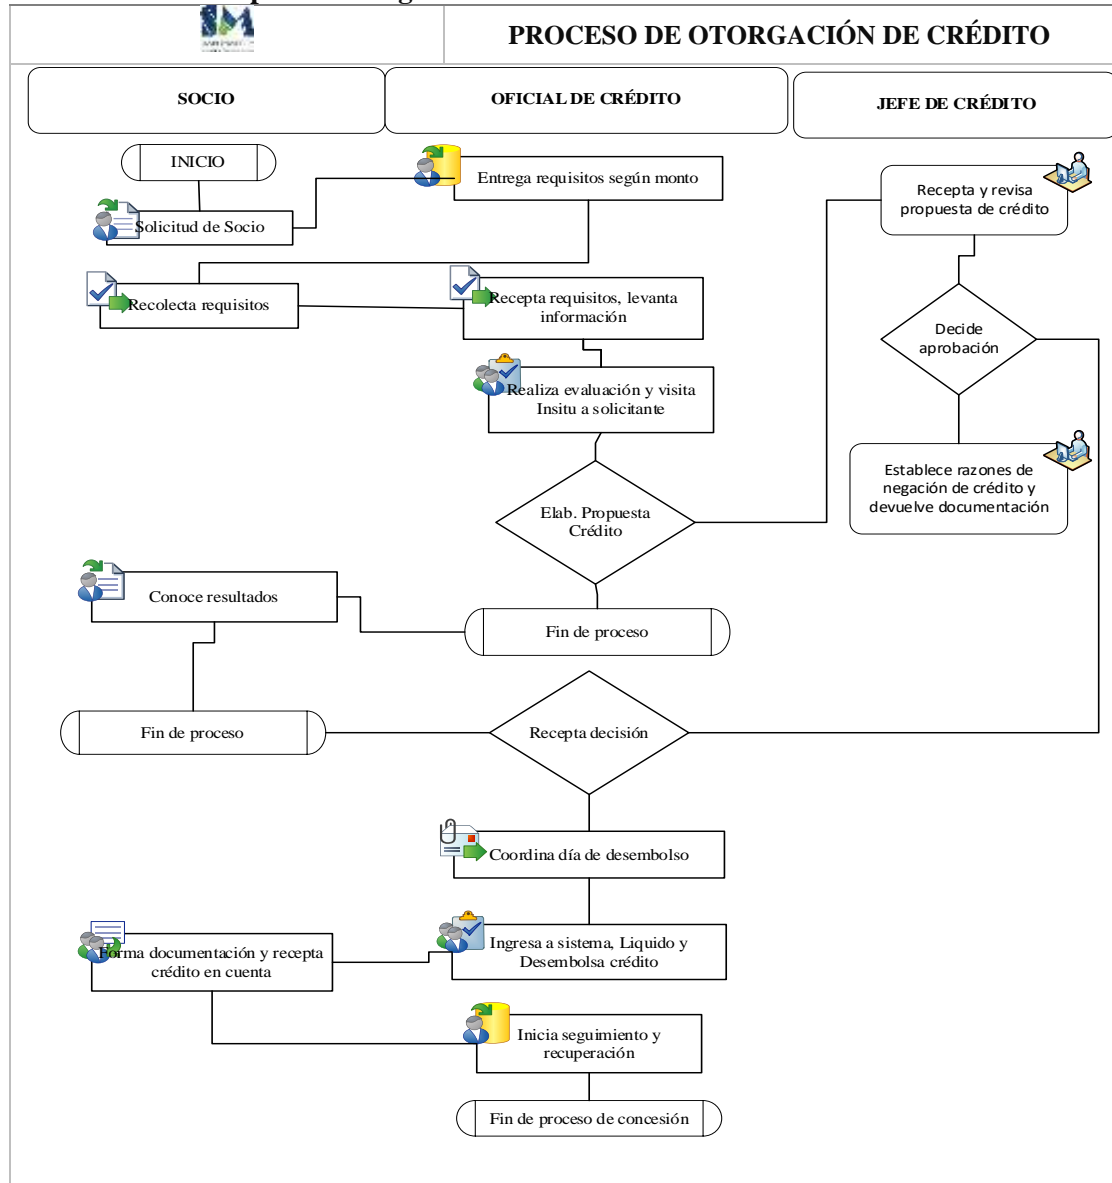 PROCESO DE OTORGACIÓN DE CRÉDITO
SOCIO
OFICIAL DE CRÉDITO
JEFE DE CRÉDITO
INICIO
Entrega requisitos según monto
Recepta y revisa
propuesta de crédito
Solicitud de Socio
Recolecta requisitos
Recepta requisitos, levanta
información
Decide
aprobación
Realiza evaluación y visita
Insitu a solicitante
Establece razones de
negación de crédito y
devuelve documentación
Elab. Propuesta
Crédito
Conoce resultados
Fin de proceso
Fin de proceso
Recepta decisión
Coordina día de desembolso
Forma documentación y recepta
crédito en cuenta
Ingresa a sistema, Liquido y
Desembolsa crédito
Inicia seguimiento y
recuperación
Fin de proceso de concesión